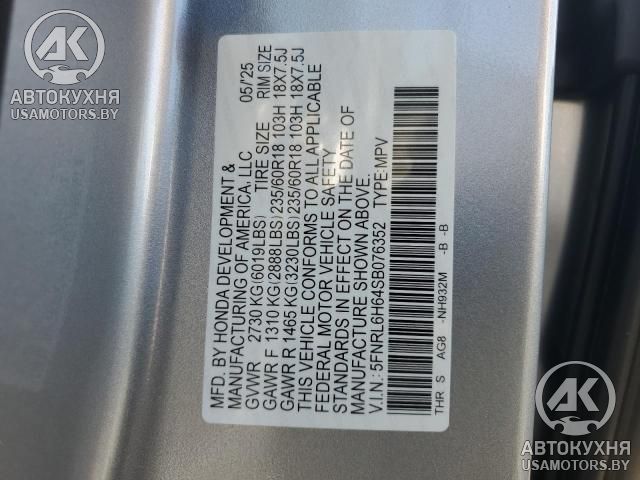 AK
АВТОКУХНЯ
USAMOTORS.BY
MFD. BY HONDA DEVELOPMENT & 05/'25
MANUFACTURING OF AMERICA, LLC
GVWR 2730 KG(6019LBS) TIRE SIZE RIM SIZE
GAWR F 1310 KG(2888LBS) 235/60R18 103H 18X7.5J
GAWR R 1465 KG(3230LBS) 235/60R18 103H 18X7.5J
THIS VEHICLE CONFORMS TO ALL APPLICABLE
FEDERAL MOTOR VEHICLE SAFETY
STANDARDS IN EFFECT ON THE DATE OF
MANUFACTURE SHOWN ABOVE.
V.I.N.: 5FNRL6H64SB076352 TYPE:MPV
THR S AG8 -NH932M -B -B
AK
АВТОКУХНЯ
USAMOTORS.BY